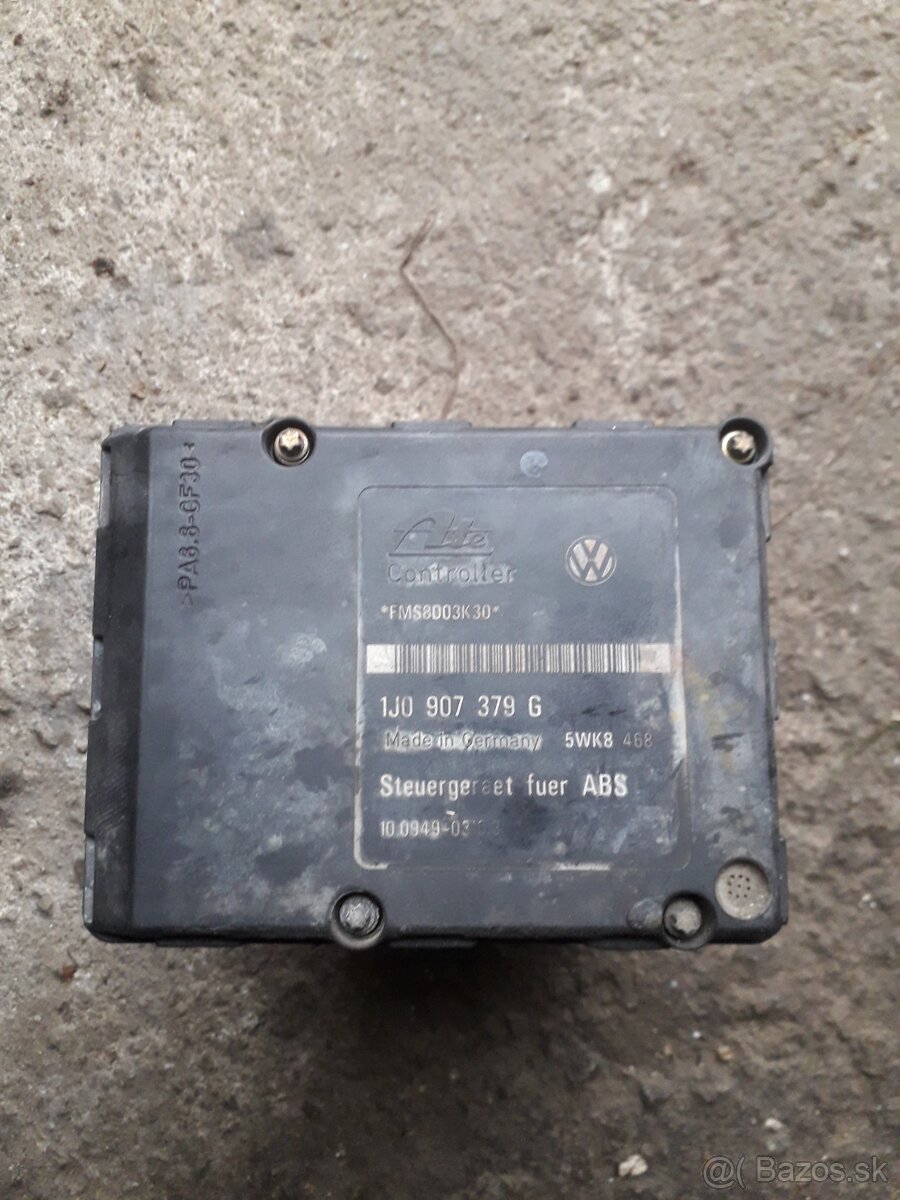 >PA6.6-GF30<
Ate
Controller
*FMS8D03K30*
1J0 907 379 G
Made in Germany 5WK8 468
Steuergeraet fuer ABS
@( Bazos.sk